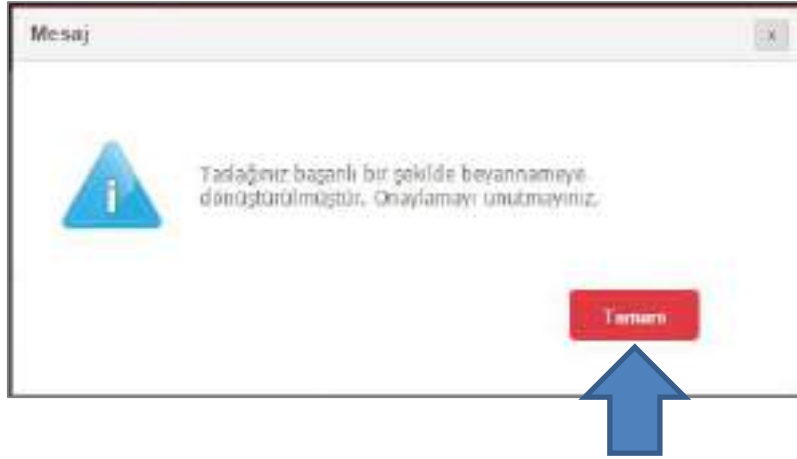 Mesaj
x
Taslağınız başarılı bir şekilde beyannameye
dönüştürülmüştür. Onaylamayı unutmayınız.
Tamam